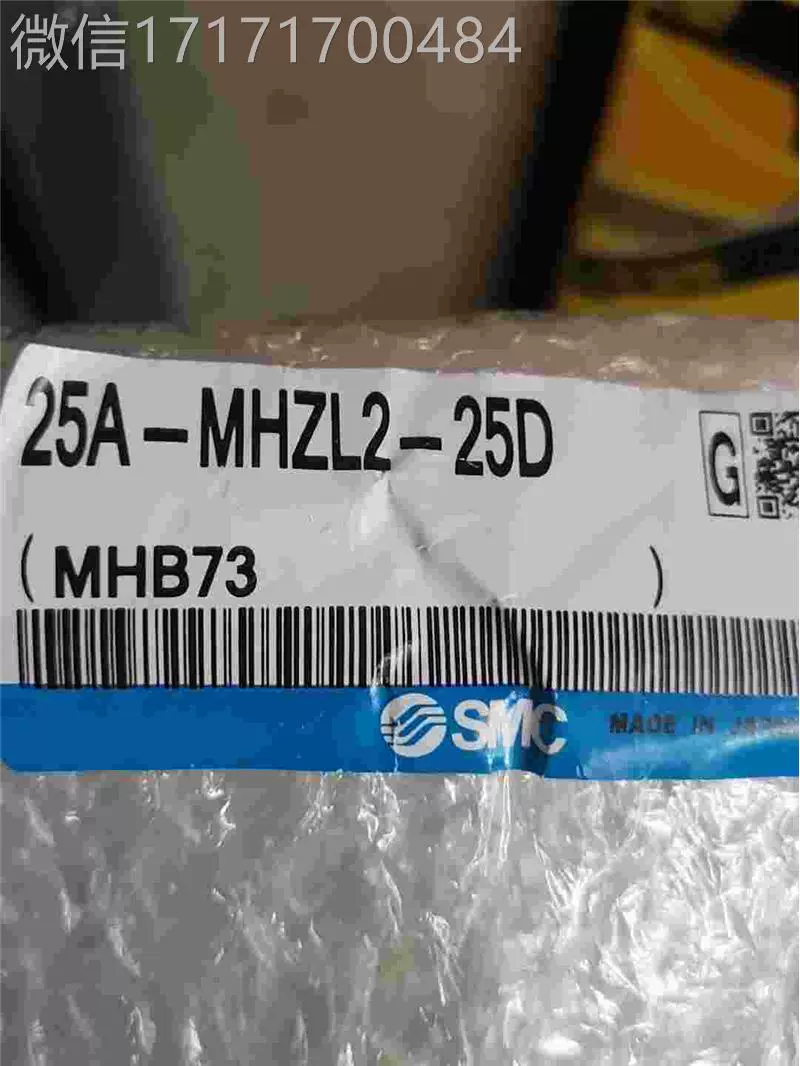 微信17171700484
25A-MHZL2-25D
G
(MHB73 )
SMC MADE IN